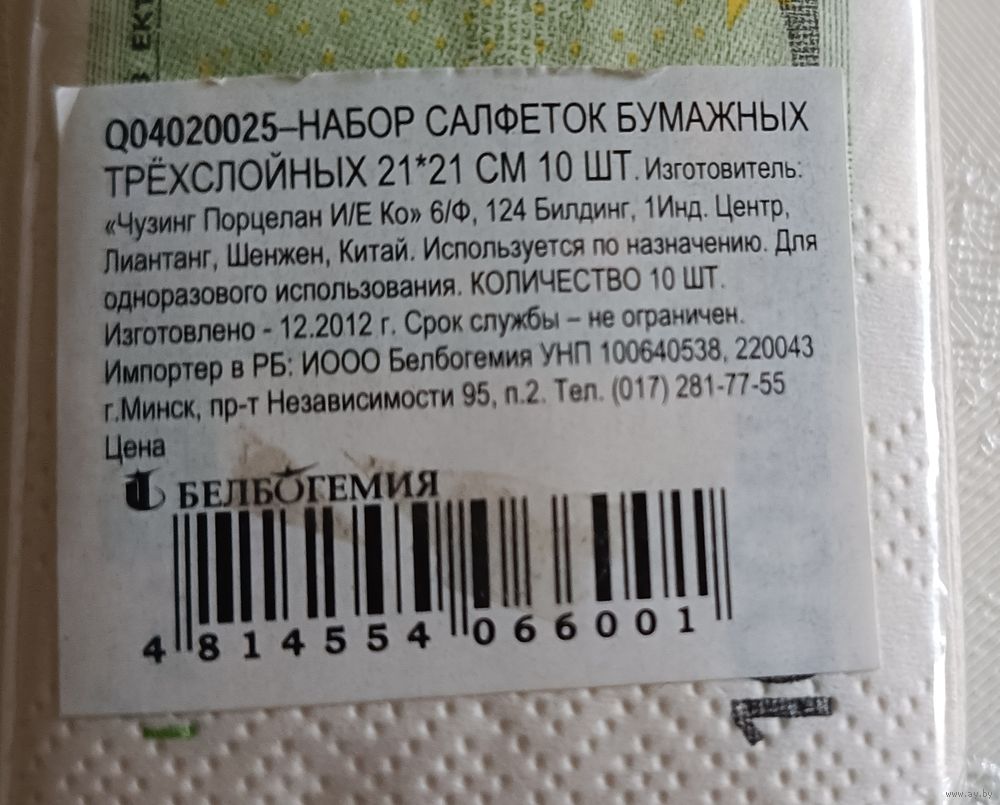 Q04020025–НАБОР САЛФЕТОК БУМАЖНЫХ
ТРЁХСЛОЙНЫХ 21*21 СМ 10 ШТ. Изготовитель:
«Чузинг Порцелан И/Е Ко» 6/Ф, 124 Билдинг, 1Инд. Центр,
Лиантанг, Шенжен, Китай. Используется по назначению. Для
одноразового использования. КОЛИЧЕСТВО 10 ШТ.
Изготовлено - 12.2012 г. Срок службы – не ограничен.
Импортер в РБ: ИООО Белбогемия УНП 100640538, 220043
г.Минск, пр-т Независимости 95, п.2. Тел. (017) 281-77-55
Цена
БЕЛБОГЕМИЯ
4 814554 066001
www.ay.by